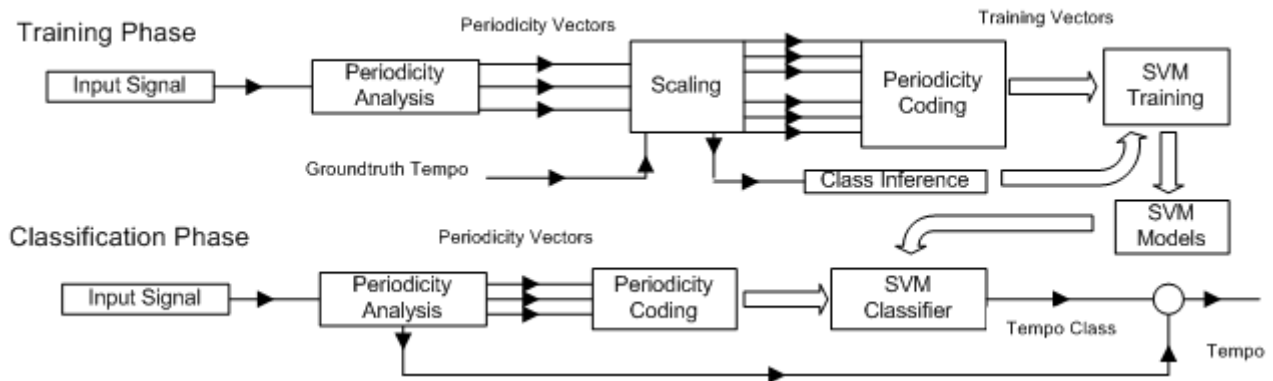 Training Phase
Periodicity Vectors
Training Vectors
Input Signal
Periodicity
Analysis
Scaling
Periodicity
Coding
SVM
Training
Groundtruth Tempo
Class Inference
SVM
Models
Classification Phase
Periodicity Vectors
Input Signal
Periodicity
Analysis
Periodicity
Coding
SVM
Classifier
Tempo Class
Tempo